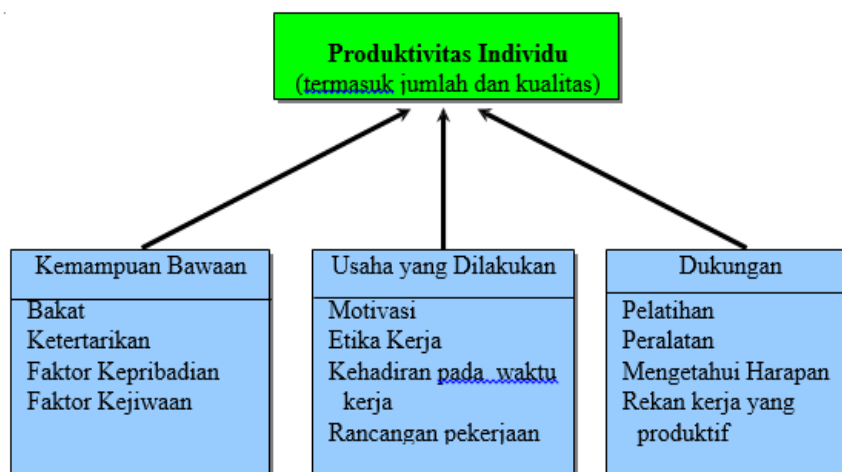 Produktivitas Individu
(termasuk jumlah dan kualitas)
Kemampuan Bawaan
Bakat
Ketertarikan
Faktor Kepribadian
Faktor Kejiwaan
Usaha yang Dilakukan
Motivasi
Etika Kerja
Kehadiran pada waktu
kerja
Rancangan pekerjaan
Dukungan
Pelatihan
Peralatan
Mengetahui Harapan
Rekan kerja yang
produktif